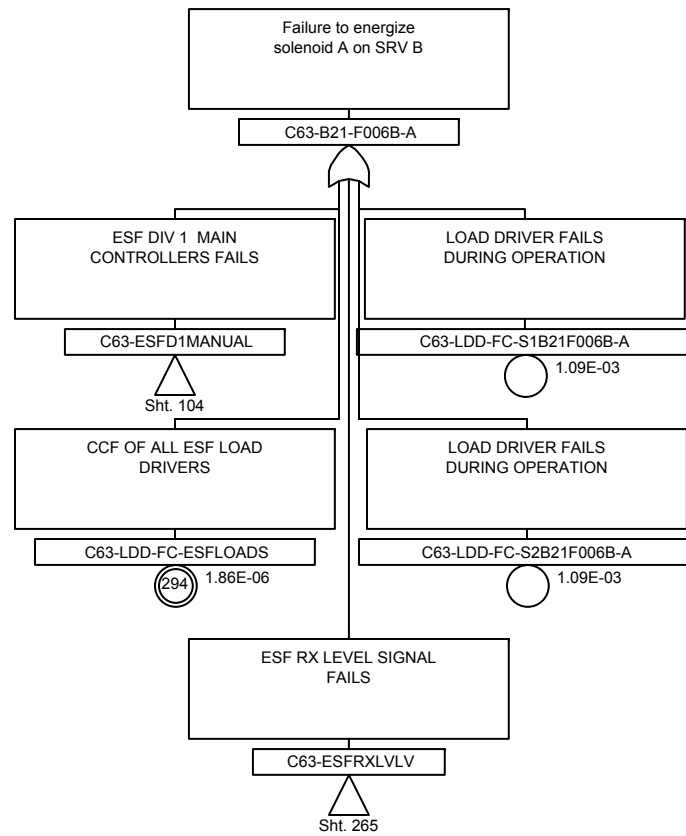 Failure to energize
solenoid A on SRV B
C63-B21-F006B-A
ESF DIV 1 MAIN
CONTROLLERS FAILS
C63-ESFD1MANUAL
Sht. 104
LOAD DRIVER FAILS
DURING OPERATION
C63-LDD-FC-S1B21F006B-A
1.09E-03
CCF OF ALL ESF LOAD
DRIVERS
C63-LDD-FC-ESFLOADS
294
1.86E-06
LOAD DRIVER FAILS
DURING OPERATION
C63-LDD-FC-S2B21F006B-A
1.09E-03
ESF RX LEVEL SIGNAL
FAILS
C63-ESFRXLVLV
Sht. 265